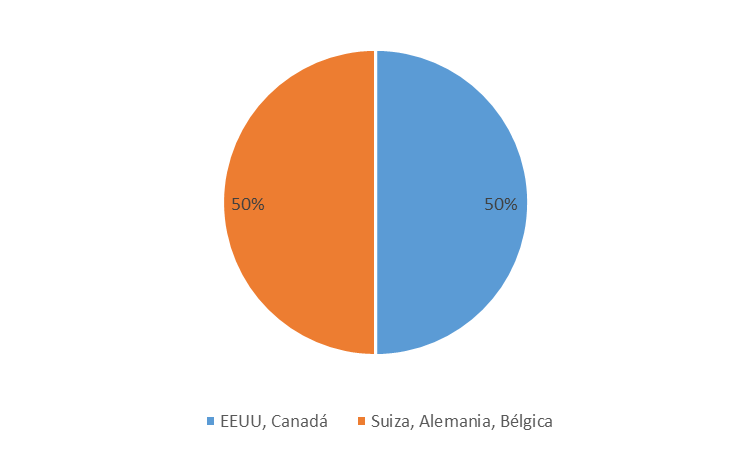 50%
50%
EEUU, Canadá
Suiza, Alemania, Bélgica